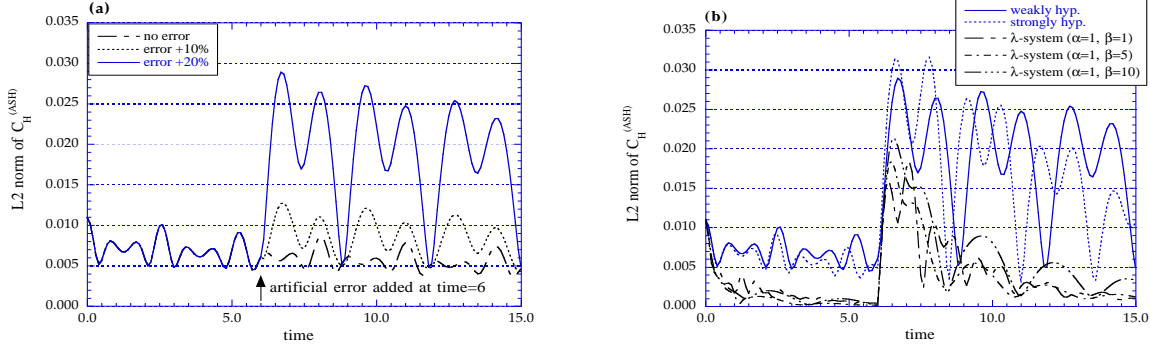 (a)
no error
error +10%
error +20%
0.035
0.030
0.025
0.020
0.015
0.010
0.005
0.000
L2 norm of C_H^(ASH)
artificial error added at time=6
0.0
5.0
10.0
15.0
time
(b)
weakly hyp.
strongly hyp.
λ-system (α=1, β=1)
λ-system (α=1, β=5)
λ-system (α=1, β=10)
0.035
0.030
0.025
0.020
0.015
0.010
0.005
0.000
L2 norm of C_H^(ASH)
0.0
5.0
10.0
15.0
time